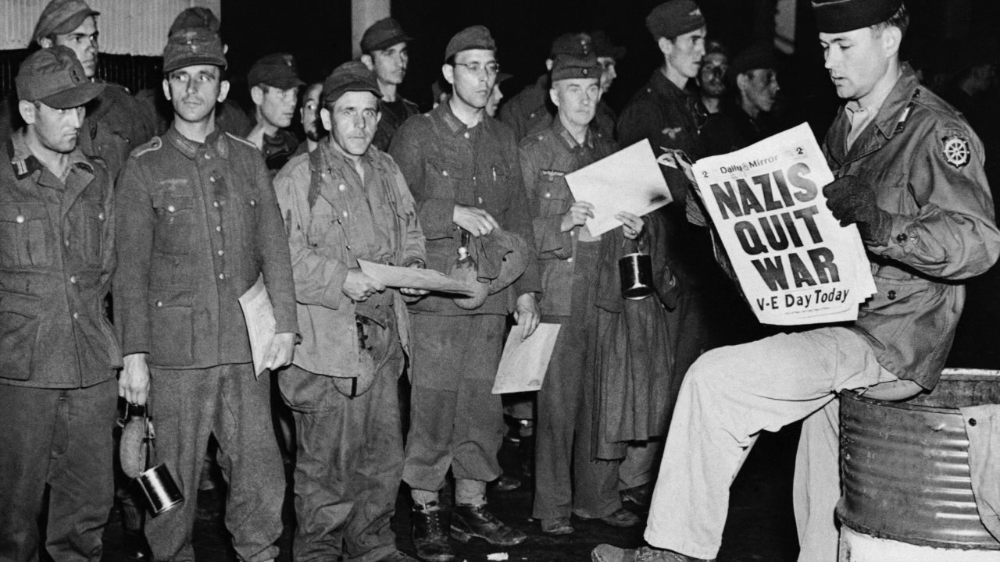 2¢ Daily Mirror 2¢
NAZIS
QUIT
WAR
V-E Day Today